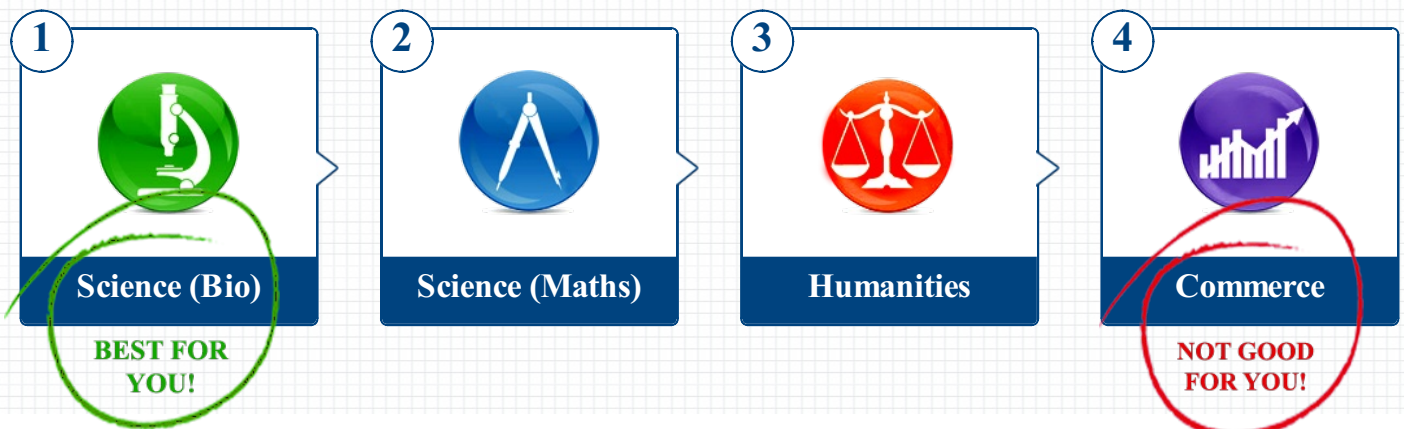 1
2
3
4
Science (Bio)
Science (Maths)
Humanities
Commerce
BEST FOR
YOU!
NOT GOOD
FOR YOU!